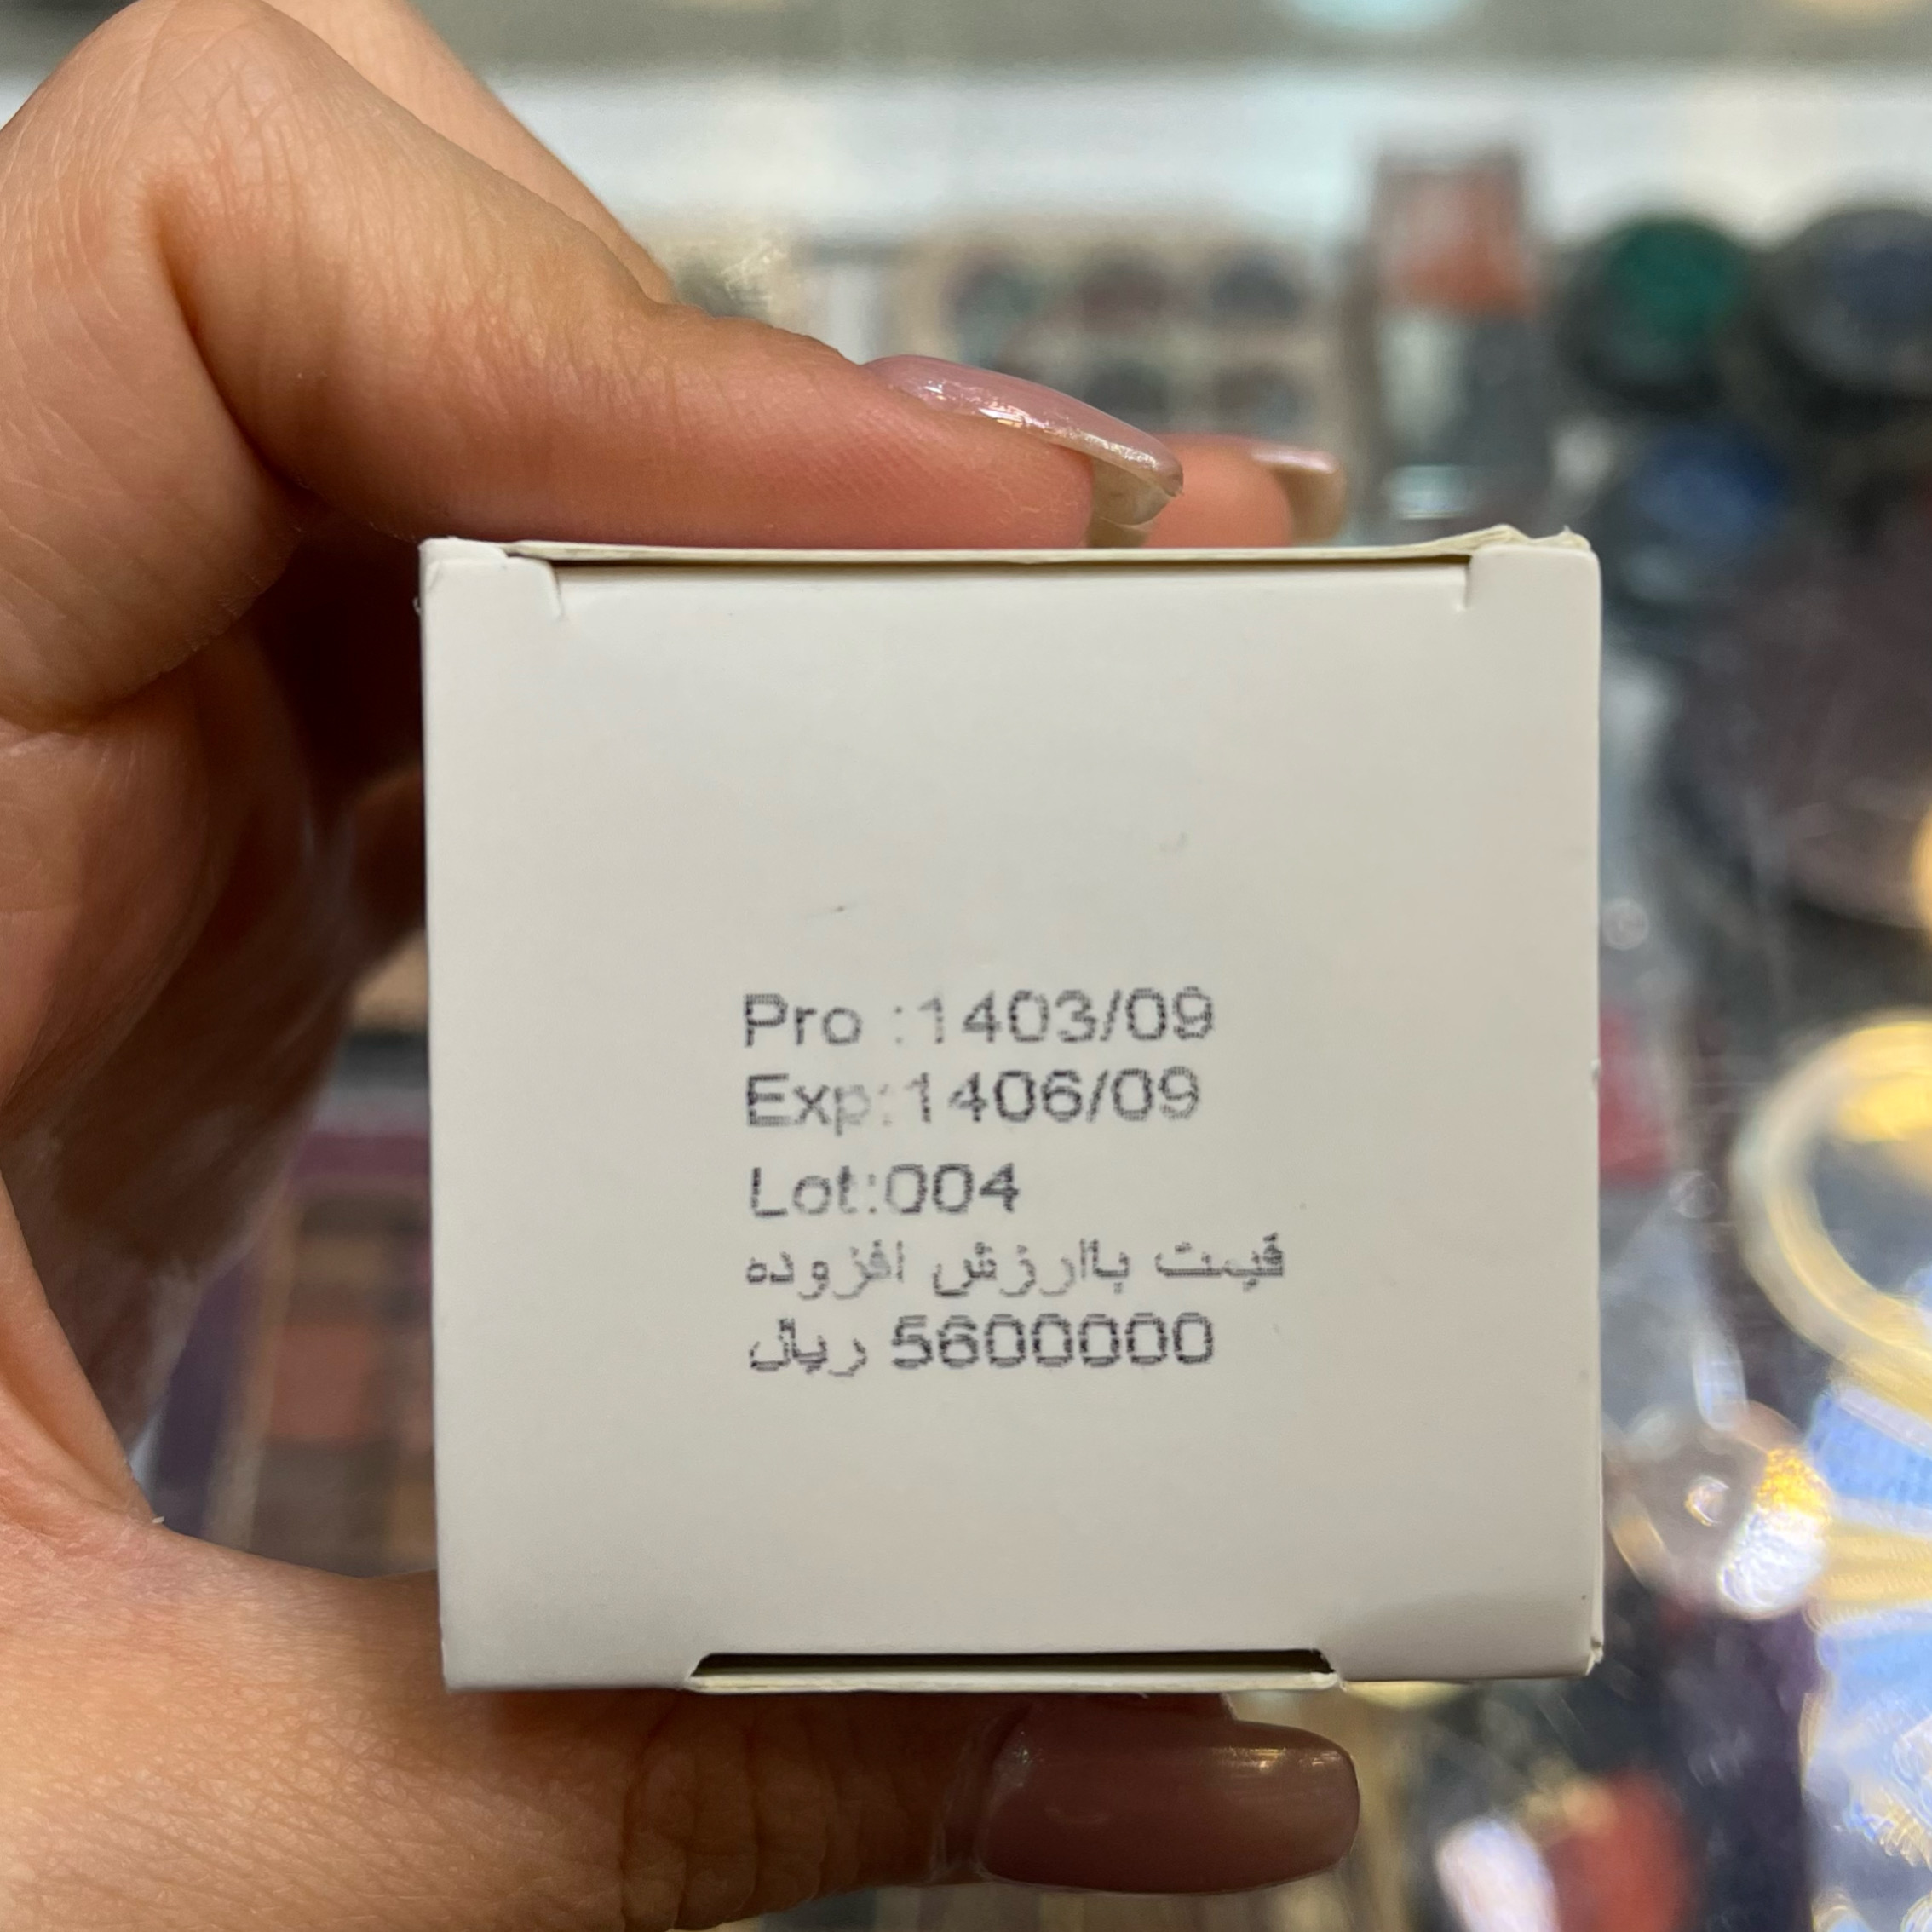 Pro :1403/09
Exp:1406/09
Lot:004
قیمت باارزش افزوده
5600000 ریال